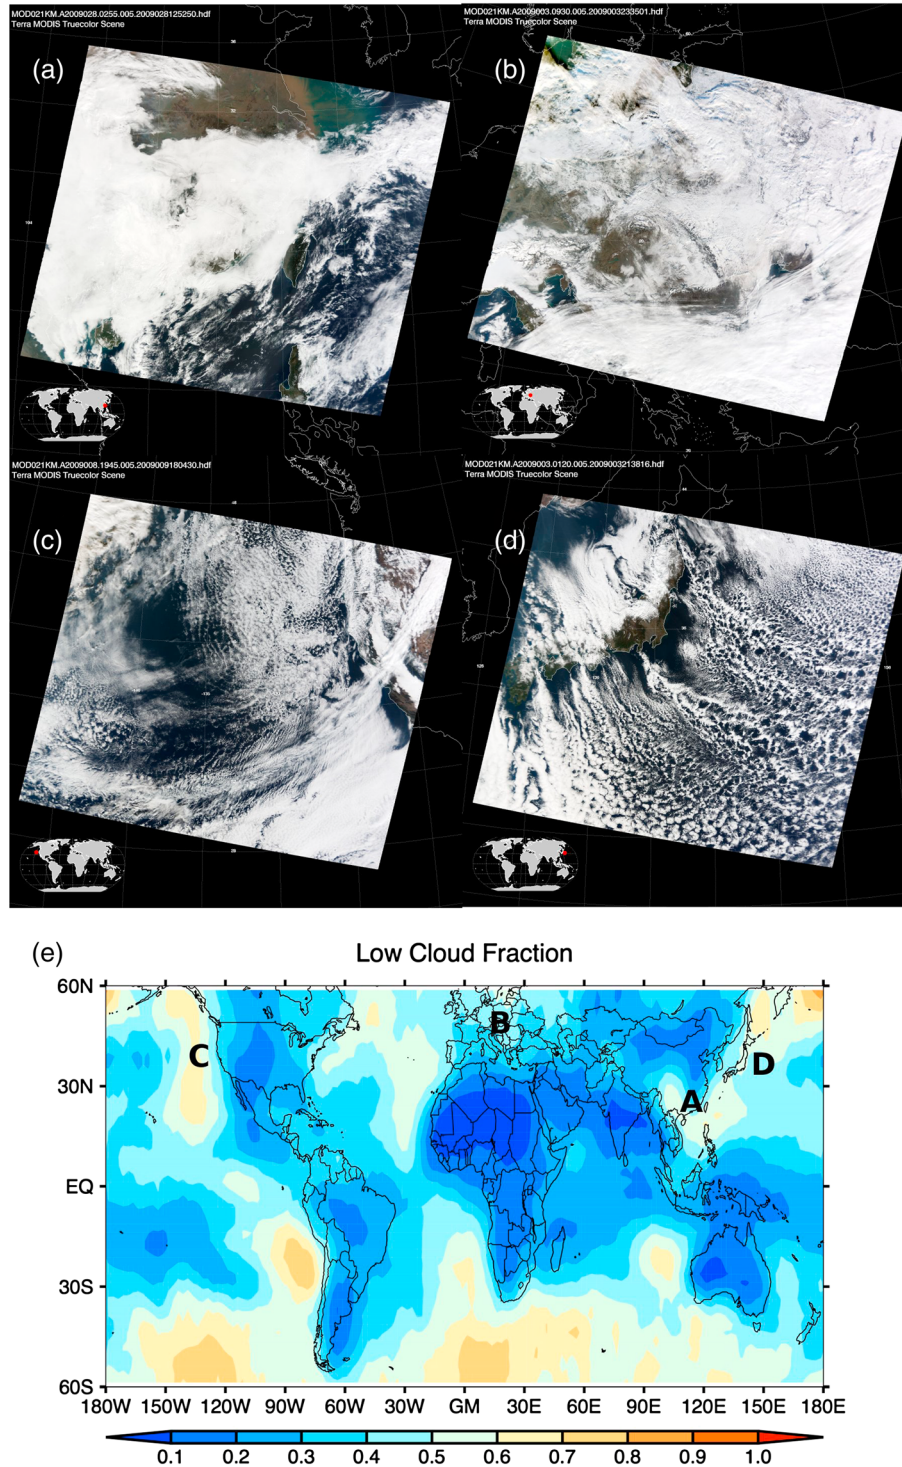 MOD021KM.A2009028.0255.005.2009028125250.hdf
Terra MODIS Truecolor Scene
(a)
MOD021KM.A2009003.0930.005.2009003233501.hdf
Terra MODIS Truecolor Scene
(b)
MOD021KM.A2009008.1945.005.2009009180430.hdf
Terra MODIS Truecolor Scene
(c)
MOD021KM.A2009003.0120.005.2009003213816.hdf
Terra MODIS Truecolor Scene
(d)
(e)
Low Cloud Fraction
60N
30N
EQ
30S
60S
B
C
D
A
180W 150W 120W 90W 60W 30W GM 30E 60E 90E 120E 150E 180E
0.1 0.2 0.3 0.4 0.5 0.6 0.7 0.8 0.9 1.0